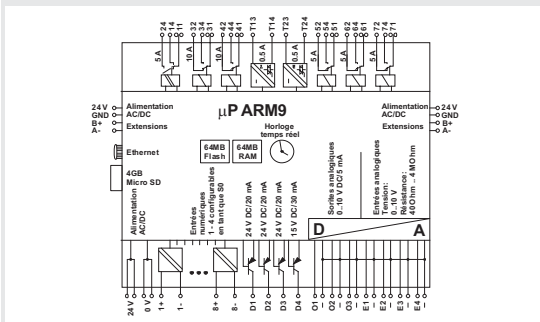 24
14
11
32
34
31
42
44
41
T13
T14
T23
T24
52
54
51
62
64
61
72
74
71
5 A
10 A
10 A
0.5 A
0.5 A
5 A
5 A
5 A
24 V
GND
B+
A-
Alimentation
AC/DC
Extensions
µP ARM9
Alimentation
AC/DC
Extensions
24 V
GND
B+
A-
Ethernet
4GB
Micro SD
64MB
Flash
64MB
RAM
Horloge
temps réel
Alimentation
AC/DC
Entrées
numériques
1 - 4 configurables
en tant que S0
24 V DC/20 mA
24 V DC/20 mA
24 V DC/20 mA
15 V DC/30 mA
Sorites analogiques
0..10 V DC/5 mA
Entrées analogiques
Tension:
0..10 V
Résistance:
40Ohm .. 4 MOhm
D
A
24 V
0 V
1+
1-
8+
8-
D1
D2
D3
D4
O1
–
O2
–
O3
–
E1
–
E2
–
E3
–
E4
–